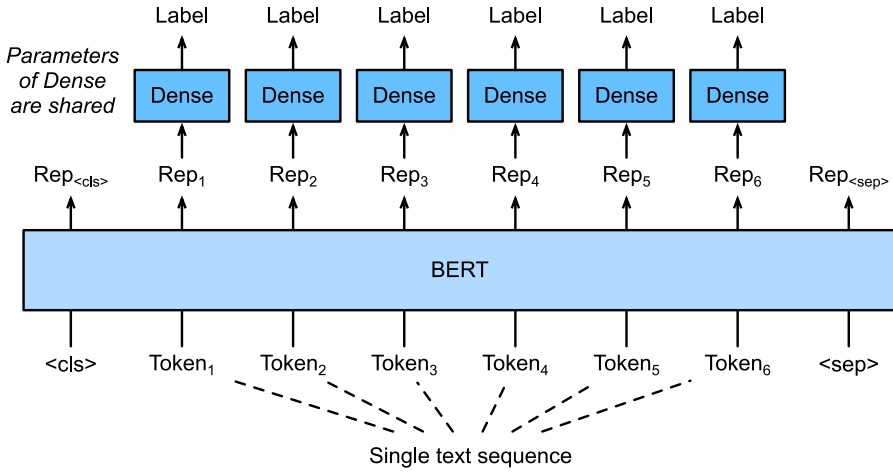 Label Label Label Label Label Label
Parameters
of Dense
are shared
Dense Dense Dense Dense Dense Dense
Rep<cls> Rep1 Rep2 Rep3 Rep4 Rep5 Rep6 Rep<sep>
BERT
<cls> Token1 Token2 Token3 Token4 Token5 Token6 <sep>
Single text sequence